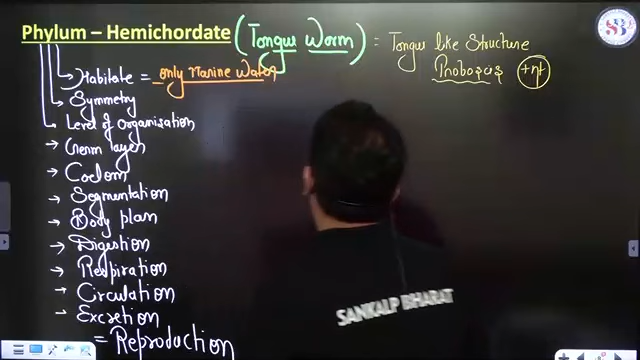 Phylum – Hemichordate (Tongue Worm) = Tongue like Structure
Proboscis +nt
→ Habitate = only Marine Water
→ Symmetry
→ Level of Organisation
→ Germ layer
→ Coelom
→ Segmentation
→ Body plan
→ Digestion
→ Respiration
→ Circulation
- Excretion
= Reproduction
SANKALP BHARAT